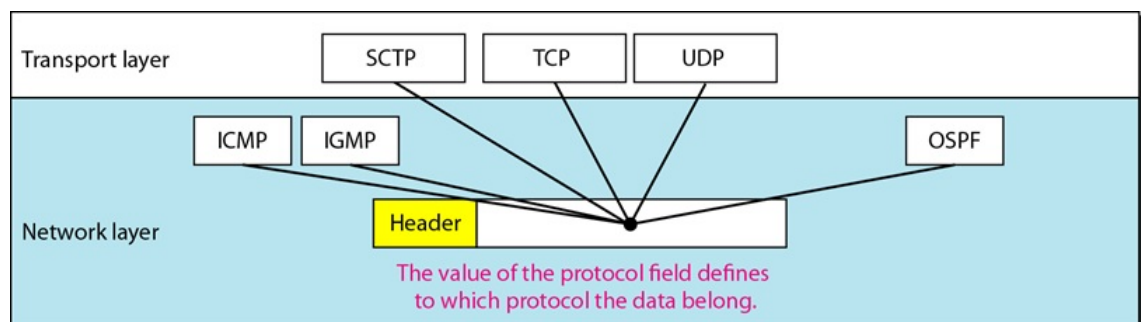 Transport layer
SCTP
TCP
UDP
ICMP
IGMP
OSPF
Network layer
Header
The value of the protocol field defines
to which protocol the data belong.